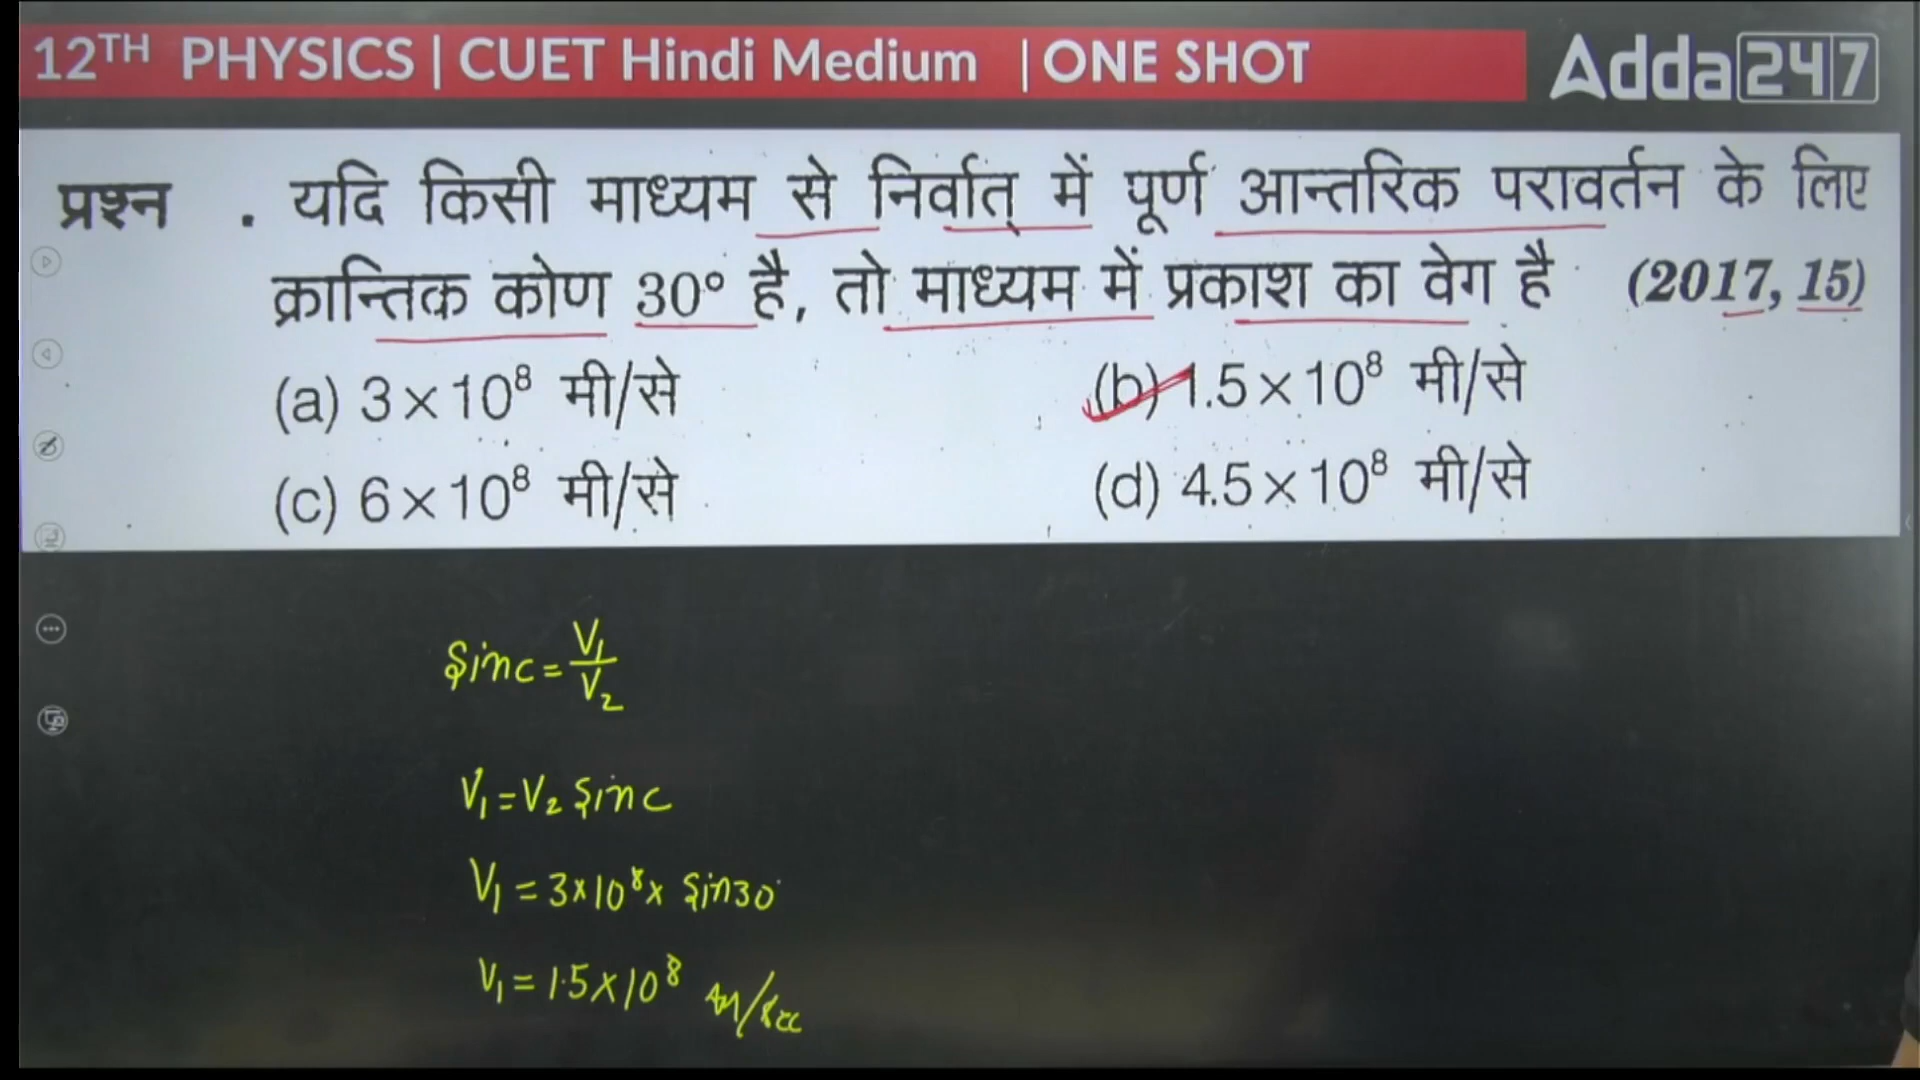 12TH PHYSICS | CUET Hindi Medium | ONE SHOT
Adda247
प्रश्न . यदि किसी माध्यम से निर्वात् में पूर्ण आन्तरिक परावर्तन के लिए
क्रान्तिक कोण 30° है, तो माध्यम में प्रकाश का वेग है (2017, 15)
(a) 3×10⁸ मी/से (b) 1.5×10⁸ मी/से
(c) 6×10⁸ मी/से (d) 4.5×10⁸ मी/से
Sinc = V₁/V₂
V₁ = V₂ Sinc
V₁ = 3×10⁸ × Sin30°
V₁ = 1.5×10⁸ m/sec